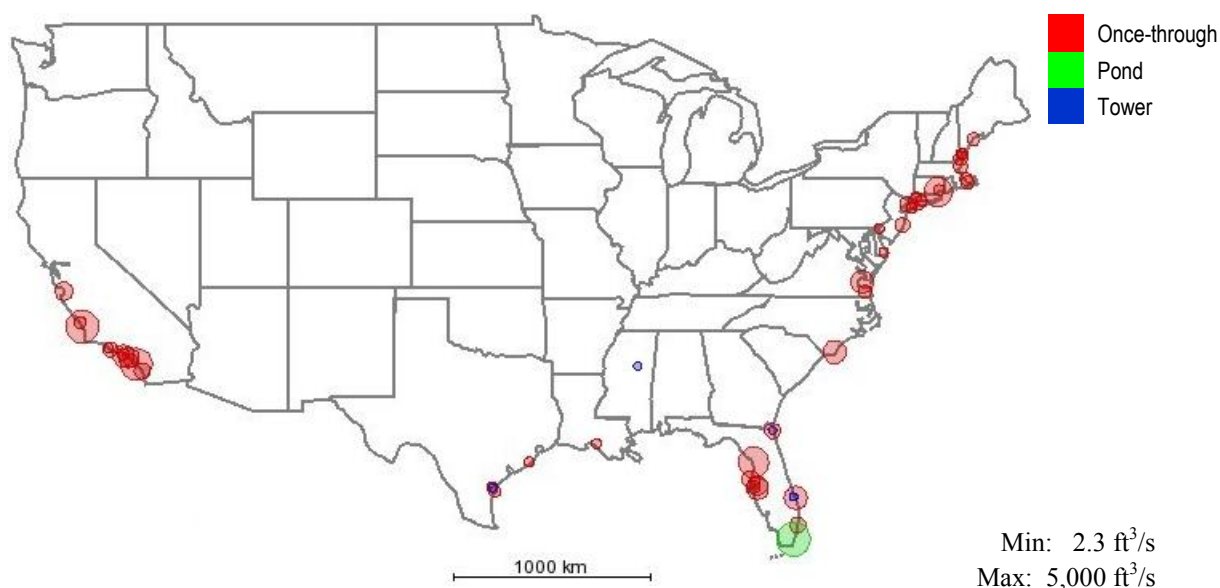 Once-through
Pond
Tower
1000 km
Min: 2.3 ft³/s
Max: 5,000 ft³/s